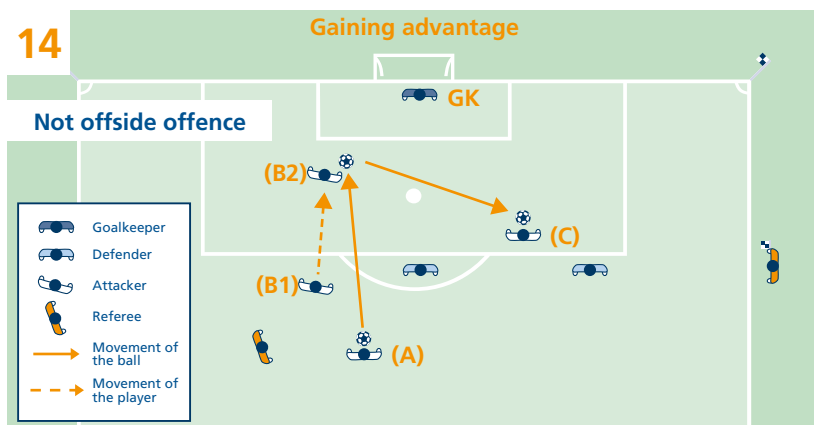 14
Gaining advantage
GK
Not offside offence
(B2)
(C)
(B1)
(A)
Goalkeeper
Defender
Attacker
Referee
Movement of
the ball
Movement of
the player